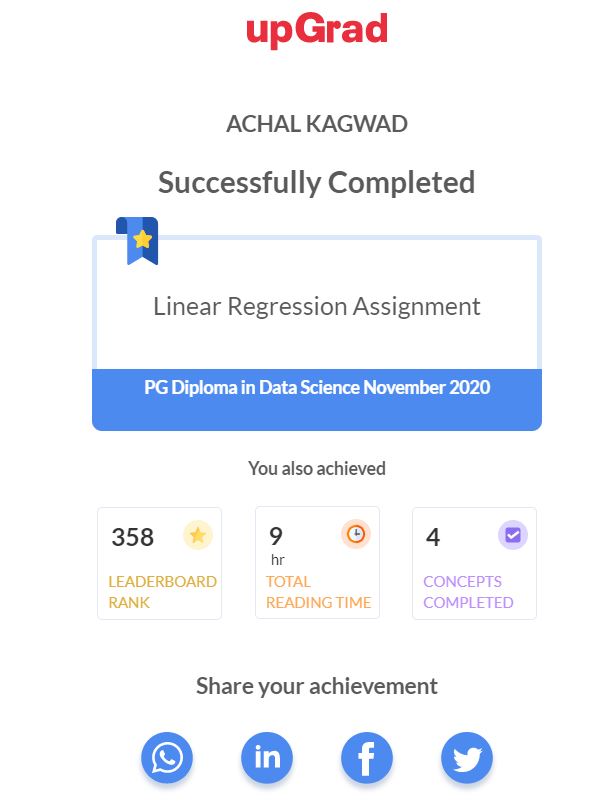 upGrad
ACHAL KAGWAD
Successfully Completed
Linear Regression Assignment
PG Diploma in Data Science November 2020
You also achieved
358
LEADERBOARD
RANK
9
hr
TOTAL
READING TIME
4
CONCEPTS
COMPLETED
Share your achievement
in
f